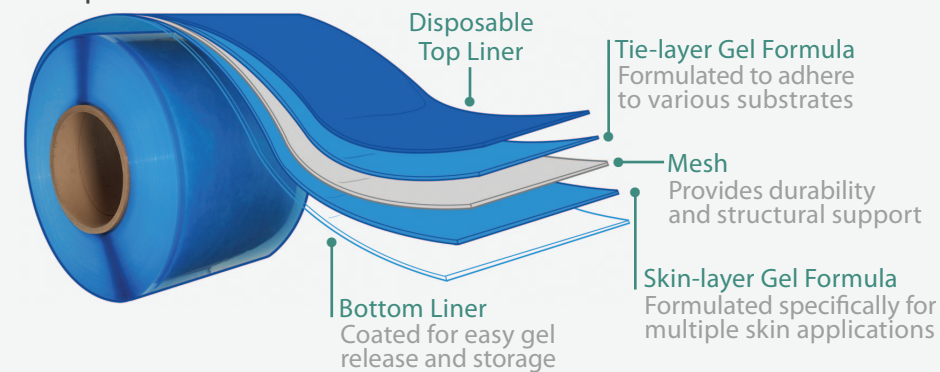 Disposable
Top Liner
Tie-layer Gel Formula
Formulated to adhere
to various substrates
Mesh
Provides durability
and structural support
Skin-layer Gel Formula
Formulated specifically for
multiple skin applications
Bottom Liner
Coated for easy gel
release and storage